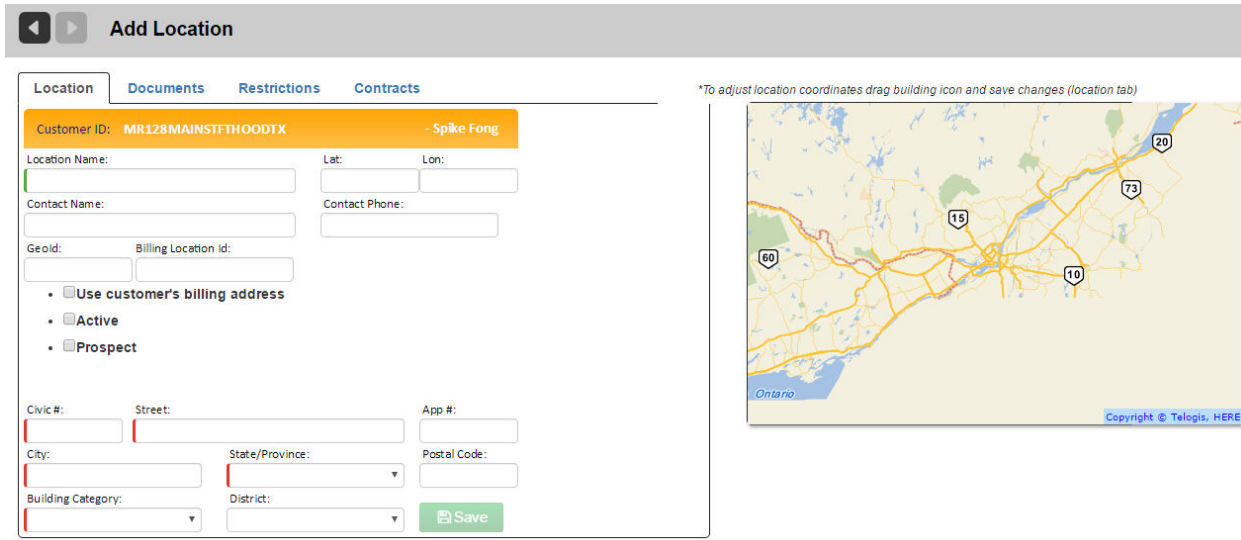 Add Location
Location Documents Restrictions Contracts
*To adjust location coordinates drag building icon and save changes (location tab)
Customer ID: MR128MAINSTFTHOODTX - Spike Fong
Location Name: Lat: Lon:
Contact Name: Contact Phone:
GeoId: Billing Location Id:
Use customer's billing address
Active
Prospect
Civic #: Street: App #:
City: State/Province: Postal Code:
Building Category: District:
Save
20
73
15
60
10
Ontario
Copyright © Telogis, HERE